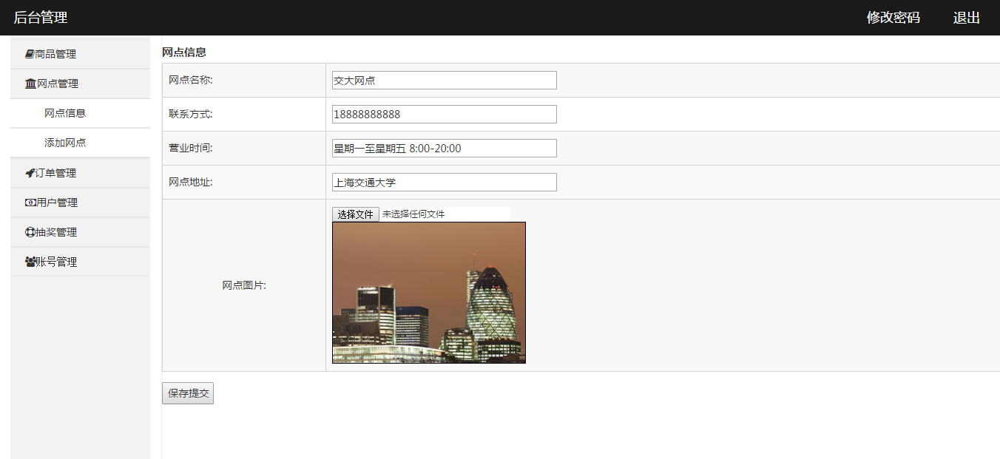 后台管理
修改密码
退出
商品管理
网点管理
网点信息
添加网点
订单管理
用户管理
抽奖管理
账号管理
网点信息
网点名称: 交大网点
联系方式: 18888888888
营业时间: 星期一至星期五 8:00-20:00
网点地址: 上海交通大学
选择文件 未选择任何文件
网点图片:
保存提交